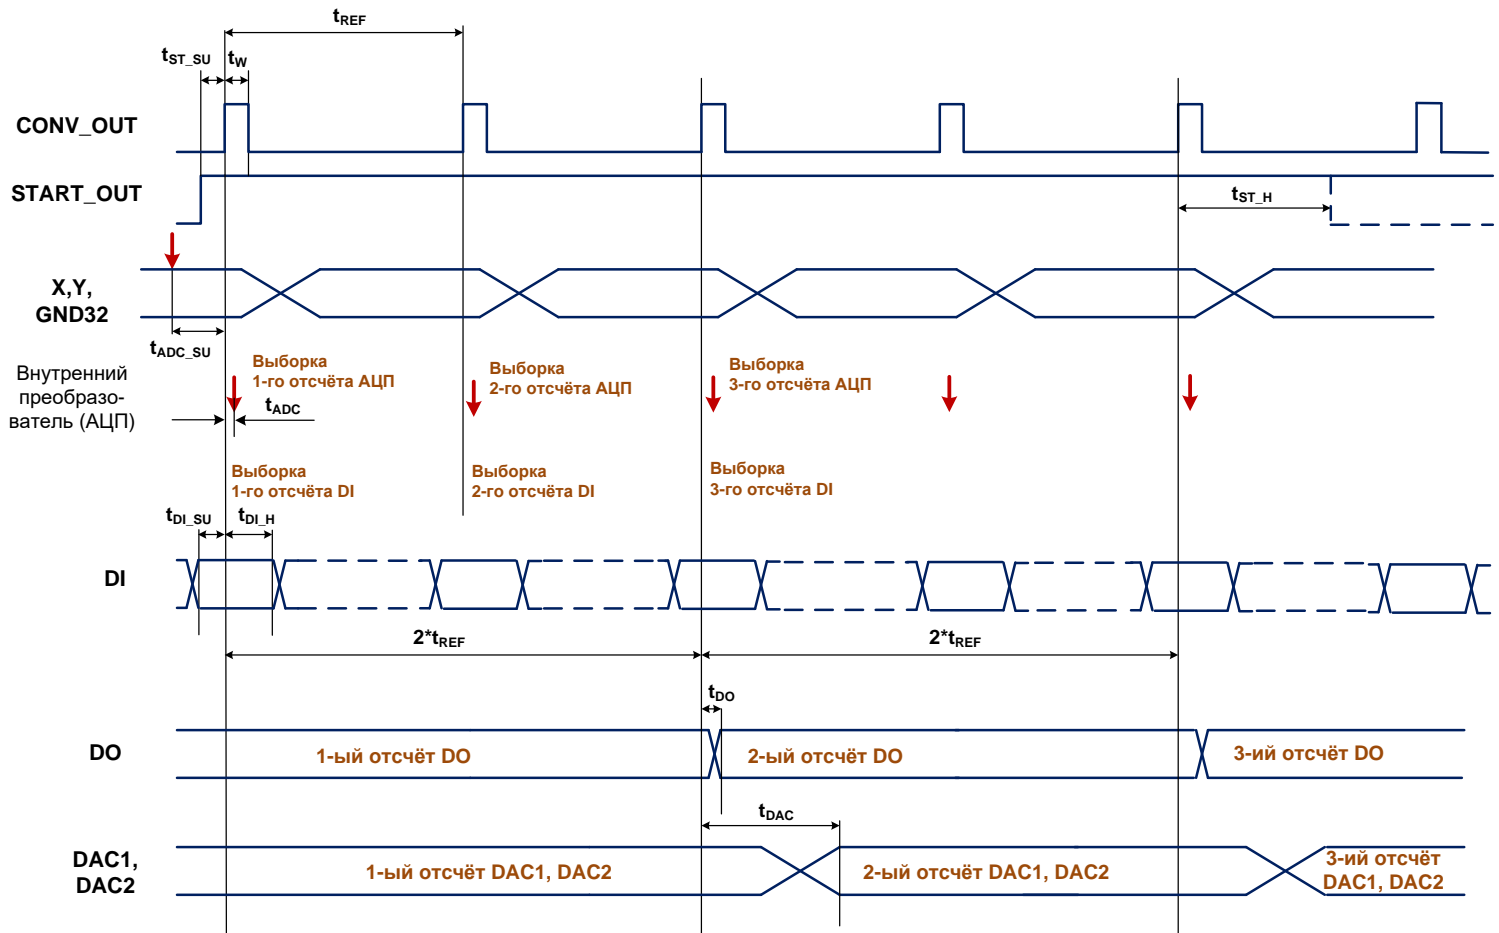 tREF
tST_SU
tW
CONV_OUT
START_OUT
tST_H
X,Y,
GND32
tADC_SU
Внутренний
преобразо-
ватель (АЦП)
Выборка
1-го отсчёта АЦП
Выборка
2-го отсчёта АЦП
Выборка
3-го отсчёта АЦП
tADC
Выборка
1-го отсчёта DI
Выборка
2-го отсчёта DI
Выборка
3-го отсчёта DI
tDI_SU
tDI_H
DI
2*tREF
2*tREF
tDO
DO
1-ый отсчёт DO
2-ый отсчёт DO
3-ий отсчёт DO
tDAC
DAC1,
DAC2
1-ый отсчёт DAC1, DAC2
2-ый отсчёт DAC1, DAC2
3-ий отсчёт
DAC1, DAC2